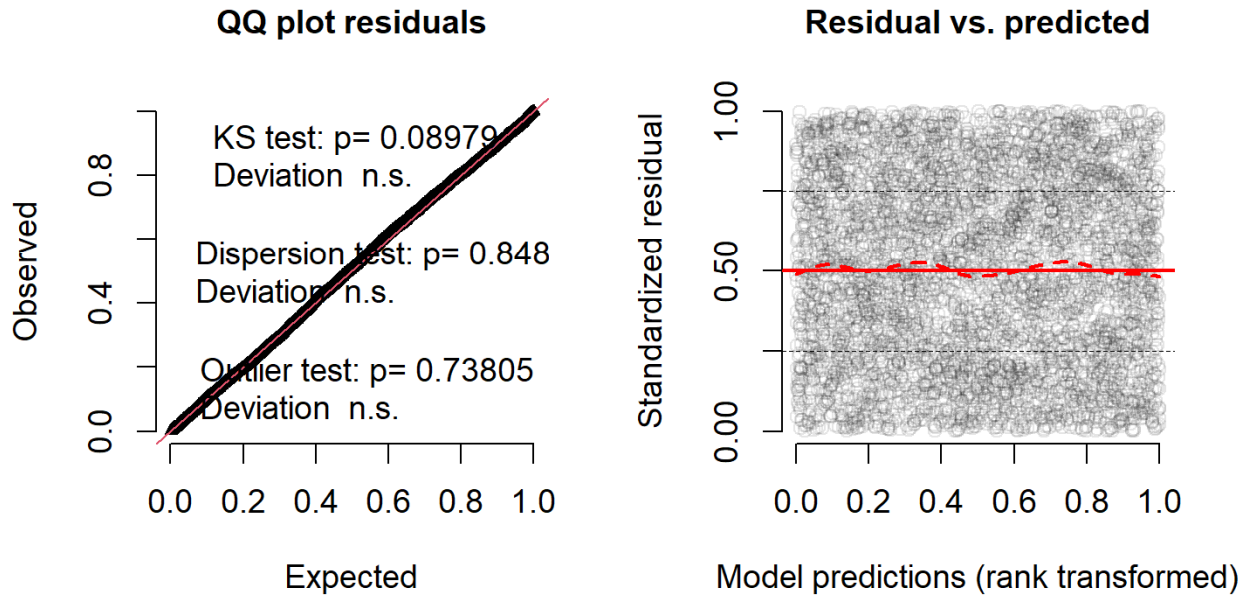 QQ plot residuals
KS test: p= 0.08979
Deviation n.s.
Dispersion test: p= 0.848
Deviation n.s.
Outlier test: p= 0.73805
Deviation n.s.
Observed
0.0 0.4 0.8
0.0 0.2 0.4 0.6 0.8 1.0
Expected
Residual vs. predicted
Standardized residual
0.00 0.50 1.00
0.0 0.2 0.4 0.6 0.8 1.0
Model predictions (rank transformed)